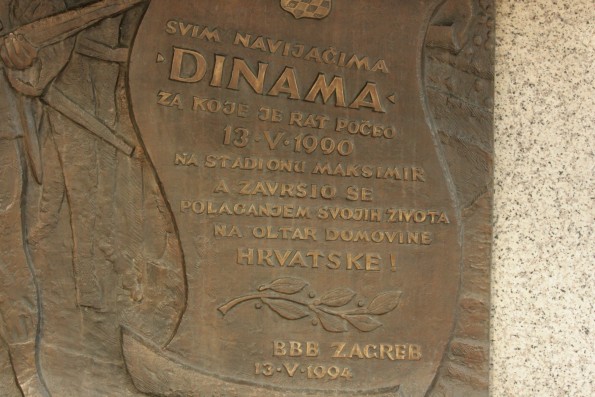 SVIM NAVIJAČIMA
DINAMA
ZA KOJE JE RAT POČEO
13·V·1990
NA STADIONU MAKSIMIR
A ZAVRŠIO SE
POLAGANJEM SVOJIH ŽIVOTA
NA OLTAR DOMOVINE
HRVATSKE!
BBB ZAGREB
13·V·1994